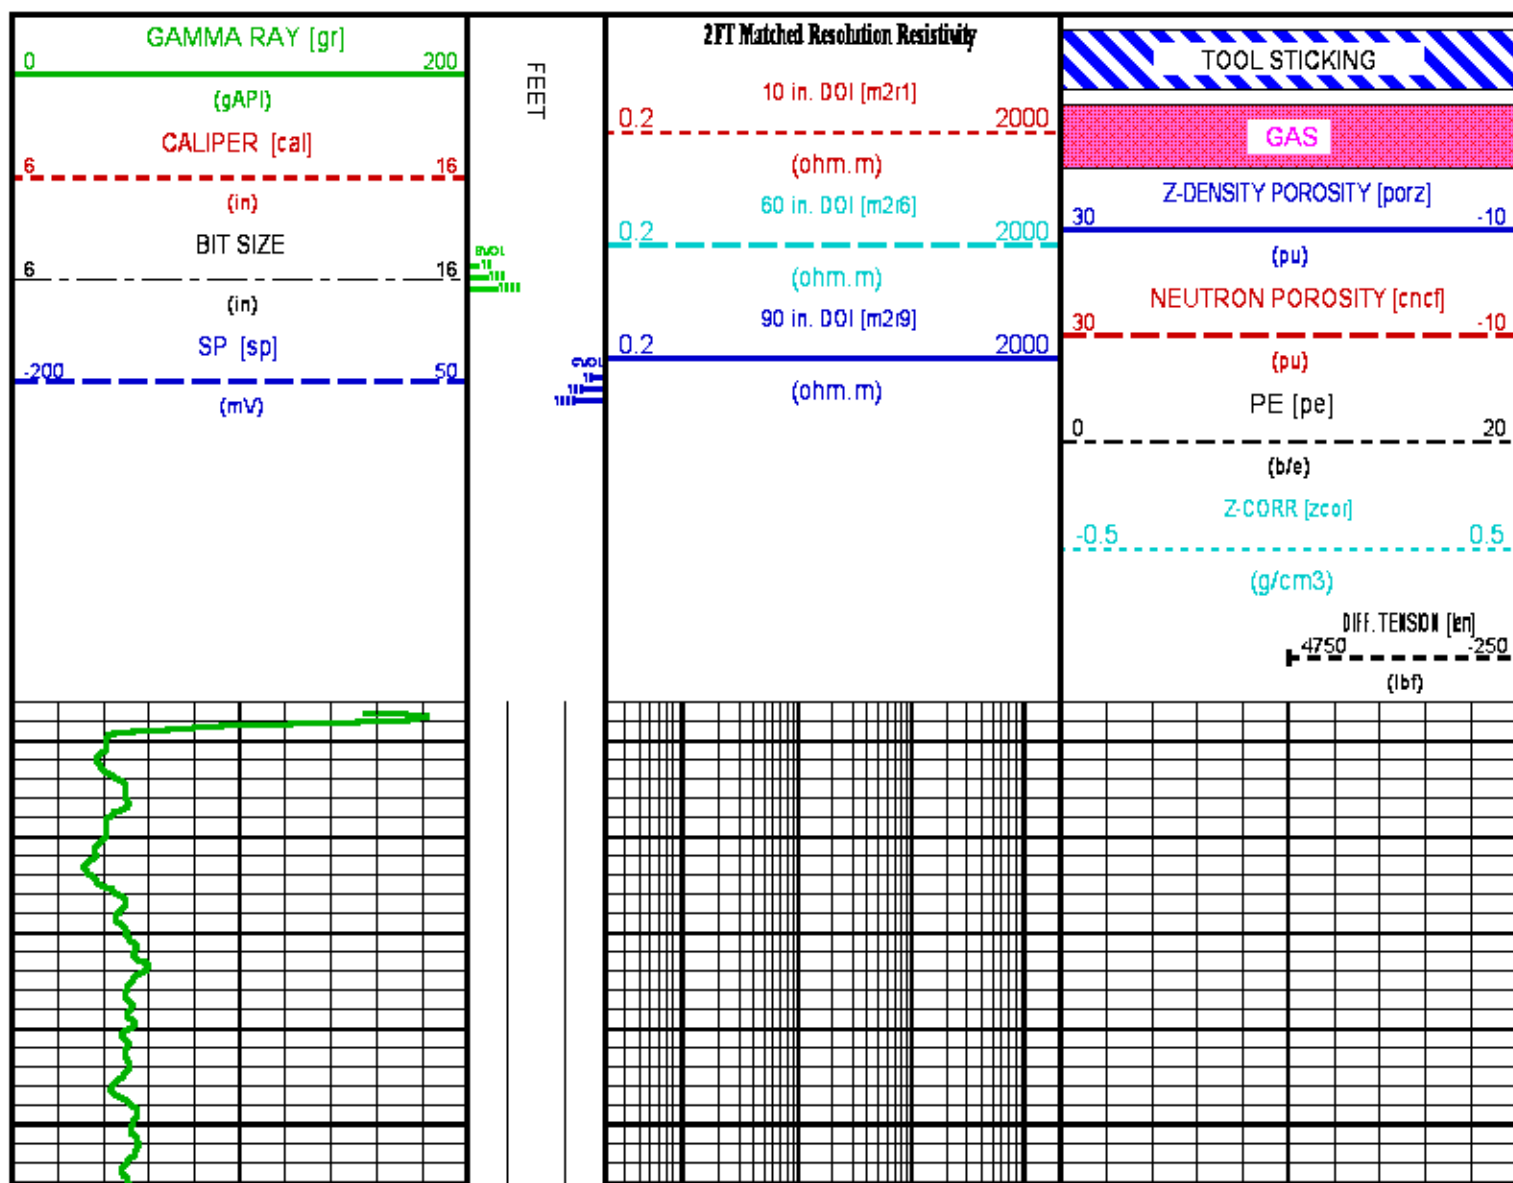 GAMMA RAY [gr]
0 200
(gAPI)
CALIPER [cal]
6 16
(in)
BIT SIZE
6 16
(in)
SP [sp]
-200 50
(mV)
FEET
2FT Matched Resolution Resistivity
10 in. DOI [m2r1]
0.2 2000
(ohm.m)
60 in. DOI [m2r6]
0.2 2000
(ohm.m)
90 in. DOI [m2r9]
0.2 2000
(ohm.m)
TOOL STICKING
GAS
Z-DENSITY POROSITY [porz]
30 -10
(pu)
NEUTRON POROSITY [cncf]
30 -10
(pu)
PE [pe]
0 20
(b/e)
Z-CORR [zcor]
-0.5 0.5
(g/cm3)
DIFF. TENSION [ten]
4750 -250
(lbf)